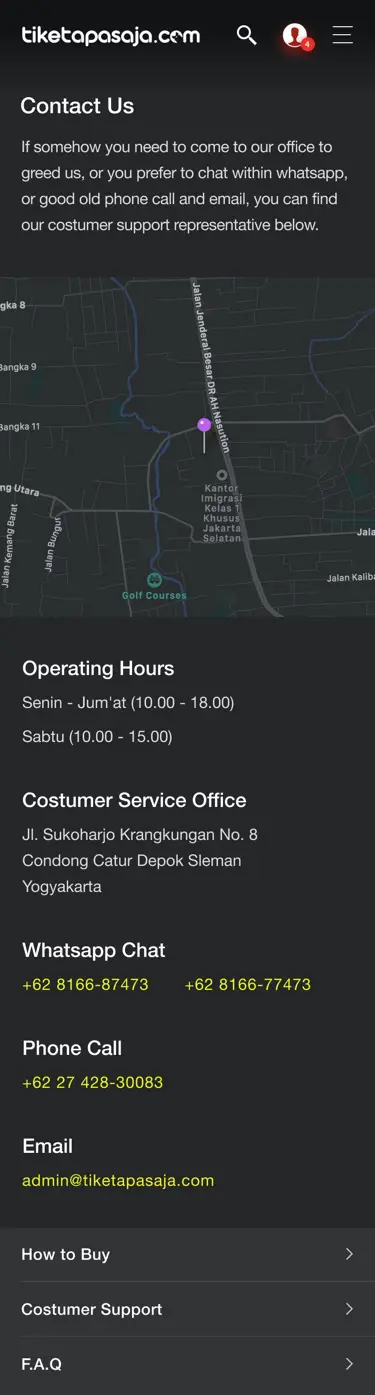 tiketapasaja.com
4
Contact Us
If somehow you need to come to our office to
greed us, or you prefer to chat within whatsapp,
or good old phone call and email, you can find
our costumer support representative below.
gka 8
Jalan Jenderal Besar DR AH Nasution
Bangka 9
Bangka 11
ng Utara
Kantor
Imigrasi
Kelas 1
Khusus
Jakarta
Selatan
Jalan Kemang Barat
Jalan Bungur
Jala
Jalan Kaliba
Golf Courses
Operating Hours
Senin - Jum'at (10.00 - 18.00)
Sabtu (10.00 - 15.00)
Costumer Service Office
Jl. Sukoharjo Krangkungan No. 8
Condong Catur Depok Sleman
Yogyakarta
Whatsapp Chat
+62 8166-87473 +62 8166-77473
Phone Call
+62 27 428-30083
Email
admin@tiketapasaja.com
How to Buy
Costumer Support
F.A.Q